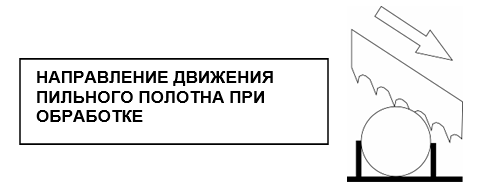 НАПРАВЛЕНИЕ ДВИЖЕНИЯ
ПИЛЬНОГО ПОЛОТНА ПРИ
ОБРАБОТКЕ